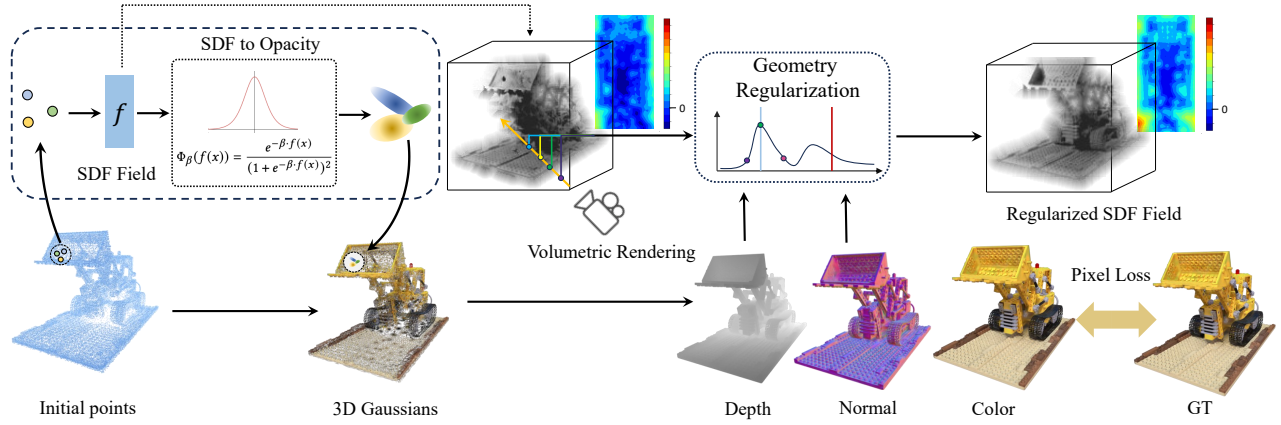 SDF to Opacity
f
SDF Field
Φ_β(f(x)) = e^{-β·f(x)} / (1 + e^{-β·f(x)})^2
0
Geometry
Regularization
0
Volumetric Rendering
Regularized SDF Field
Pixel Loss
Initial points
3D Gaussians
Depth
Normal
Color
GT